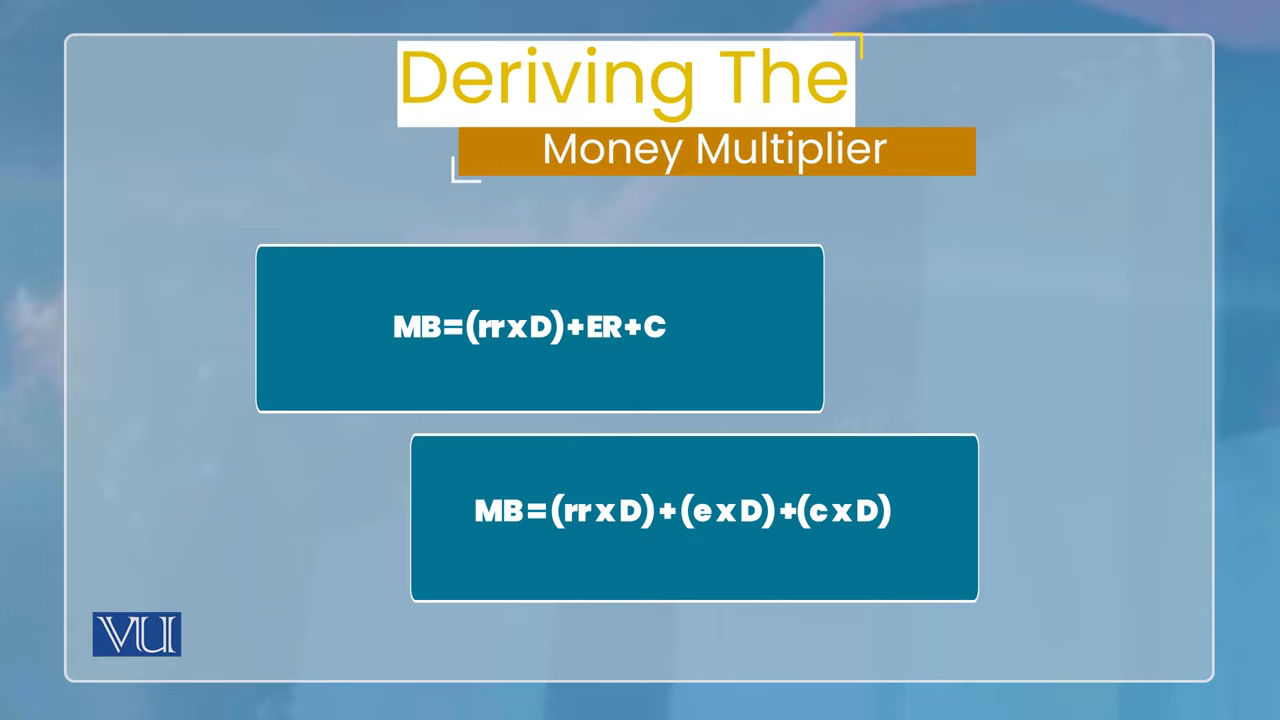 Deriving The
Money Multiplier
MB=(rrxD)+ER+C
MB=(rrxD)+(exD)+(cxD)
VU